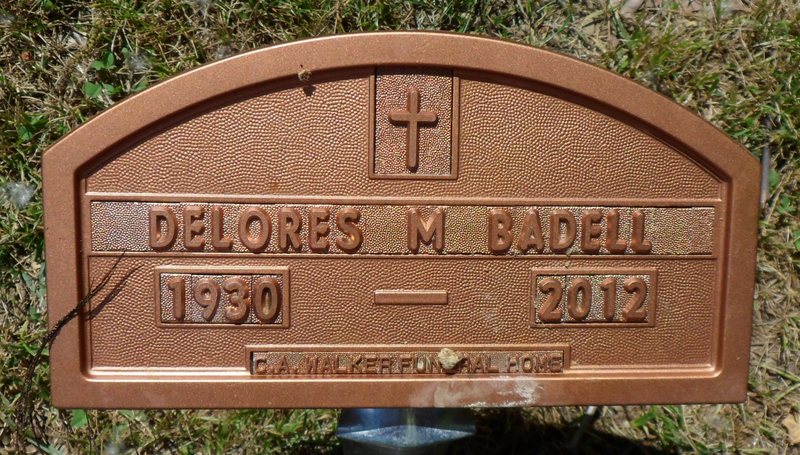 DELORES M BADELL
1930 — 2012
C.A. WALKER FUNERAL HOME